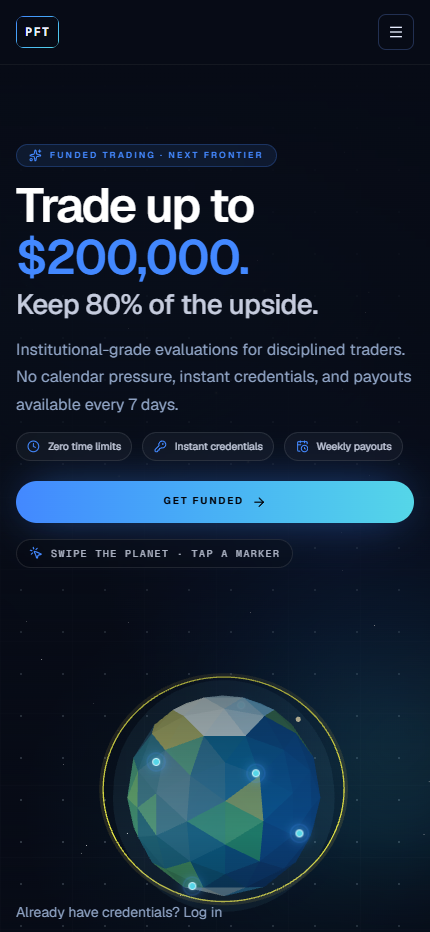 PFT
FUNDED TRADING · NEXT FRONTIER
Trade up to
$200,000.
Keep 80% of the upside.
Institutional-grade evaluations for disciplined traders.
No calendar pressure, instant credentials, and payouts
available every 7 days.
Zero time limits Instant credentials Weekly payouts
GET FUNDED →
SWIPE THE PLANET · TAP A MARKER
Already have credentials? Log in